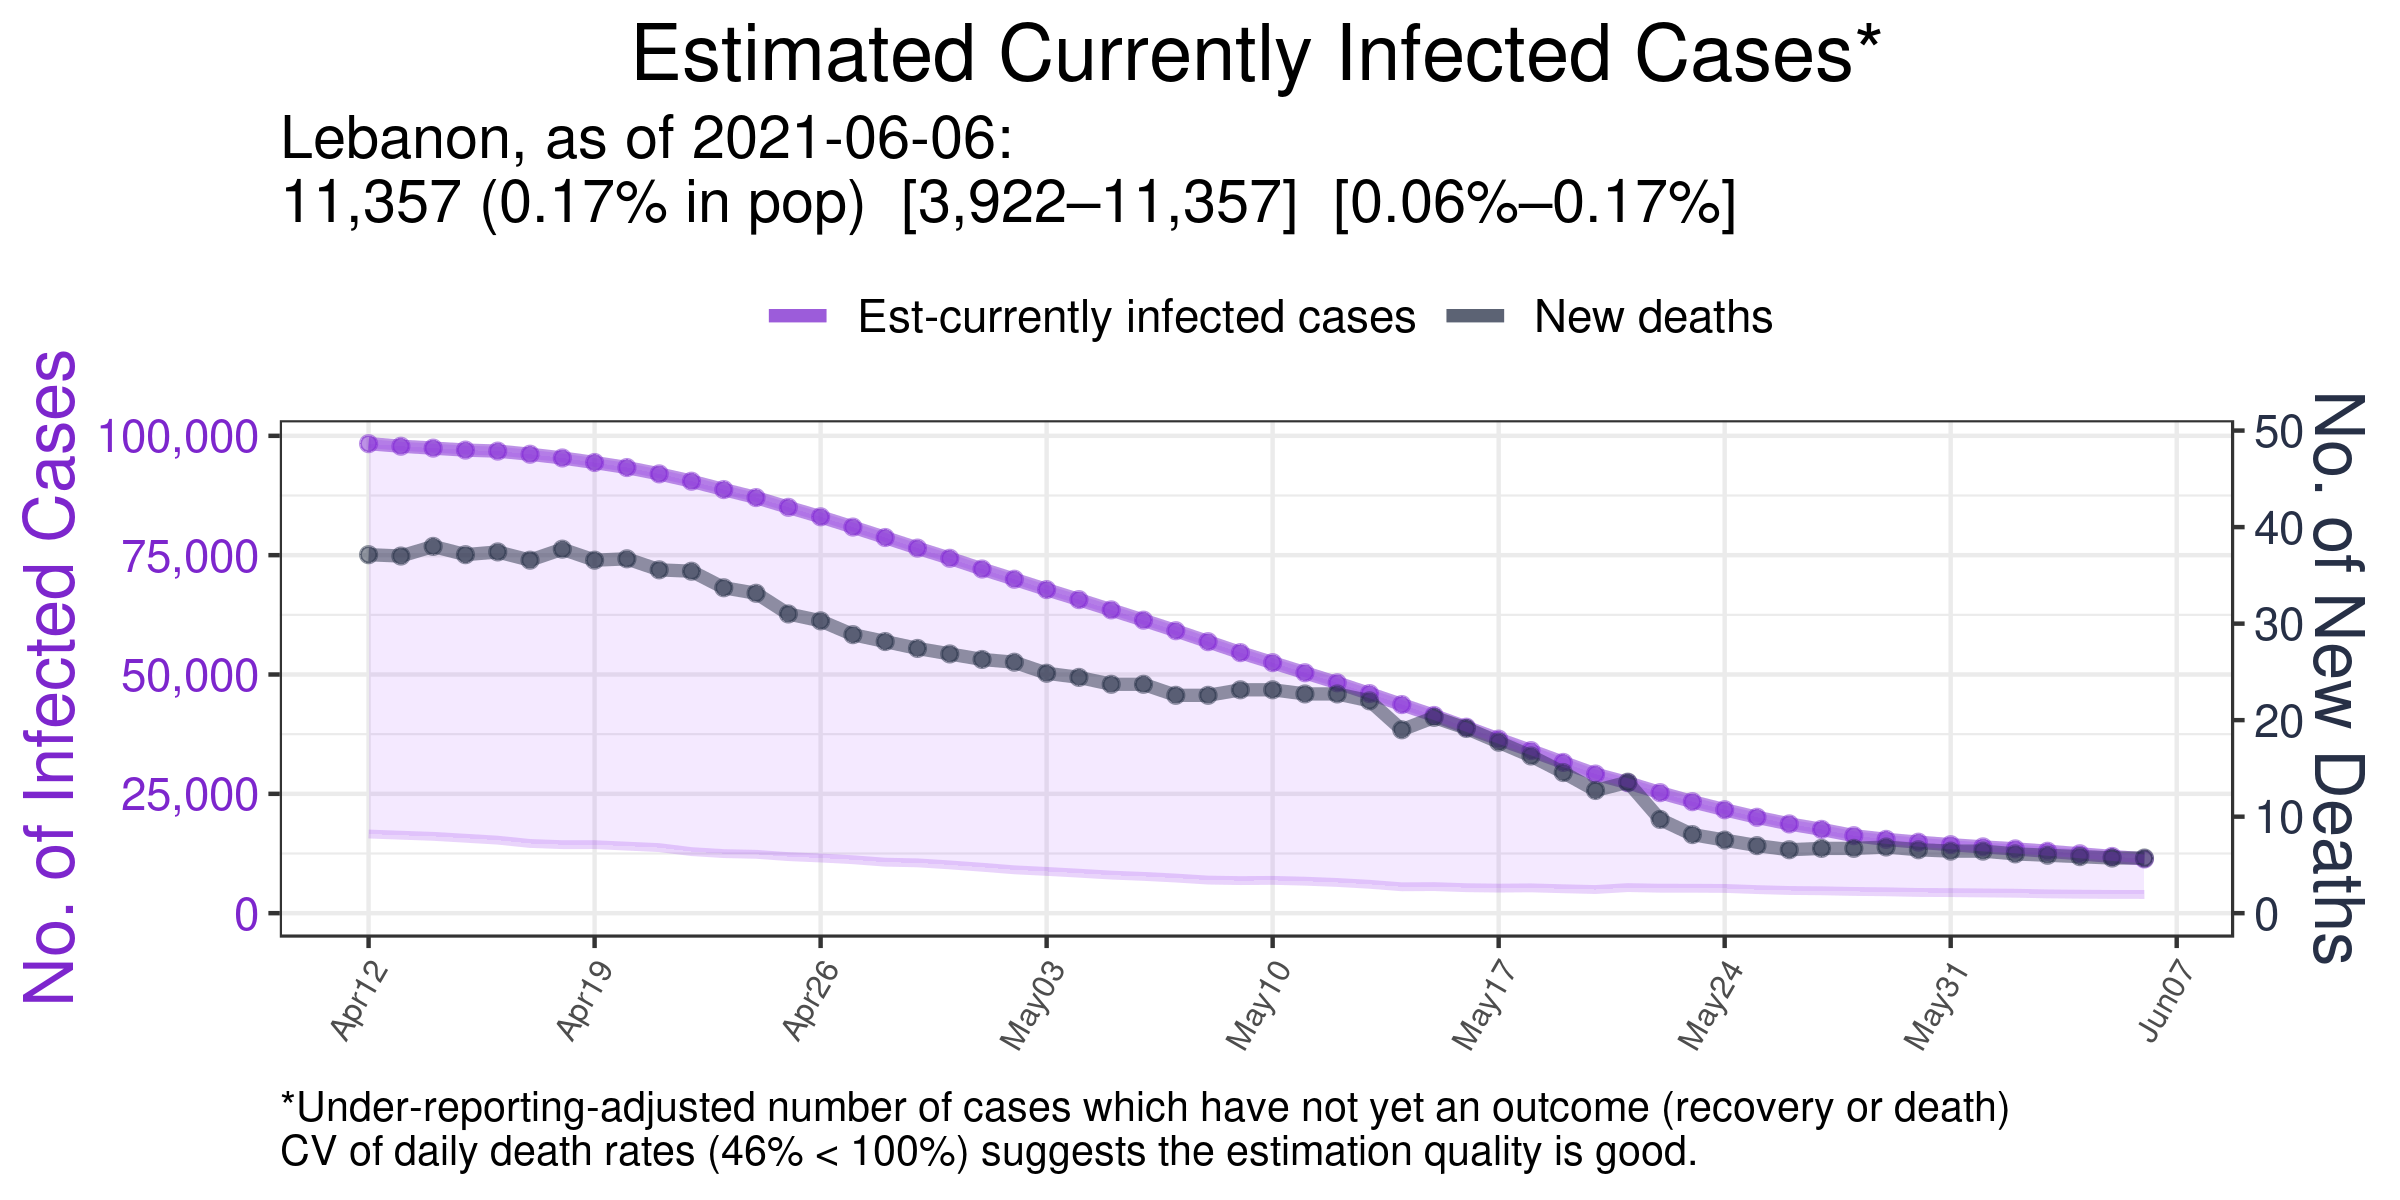 Estimated Currently Infected Cases*
Lebanon, as of 2021-06-06:
11,357 (0.17% in pop)  [3,922–11,357]  [0.06%–0.17%]
Est-currently infected cases
New deaths
No. of Infected Cases
100,000
75,000
50,000
25,000
0
50
40
30
20
10
0
No. of New Deaths
Apr12
Apr19
Apr26
May03
May10
May17
May24
May31
Jun07
*Under-reporting-adjusted number of cases which have not yet an outcome (recovery or death)
CV of daily death rates (46% < 100%) suggests the estimation quality is good.